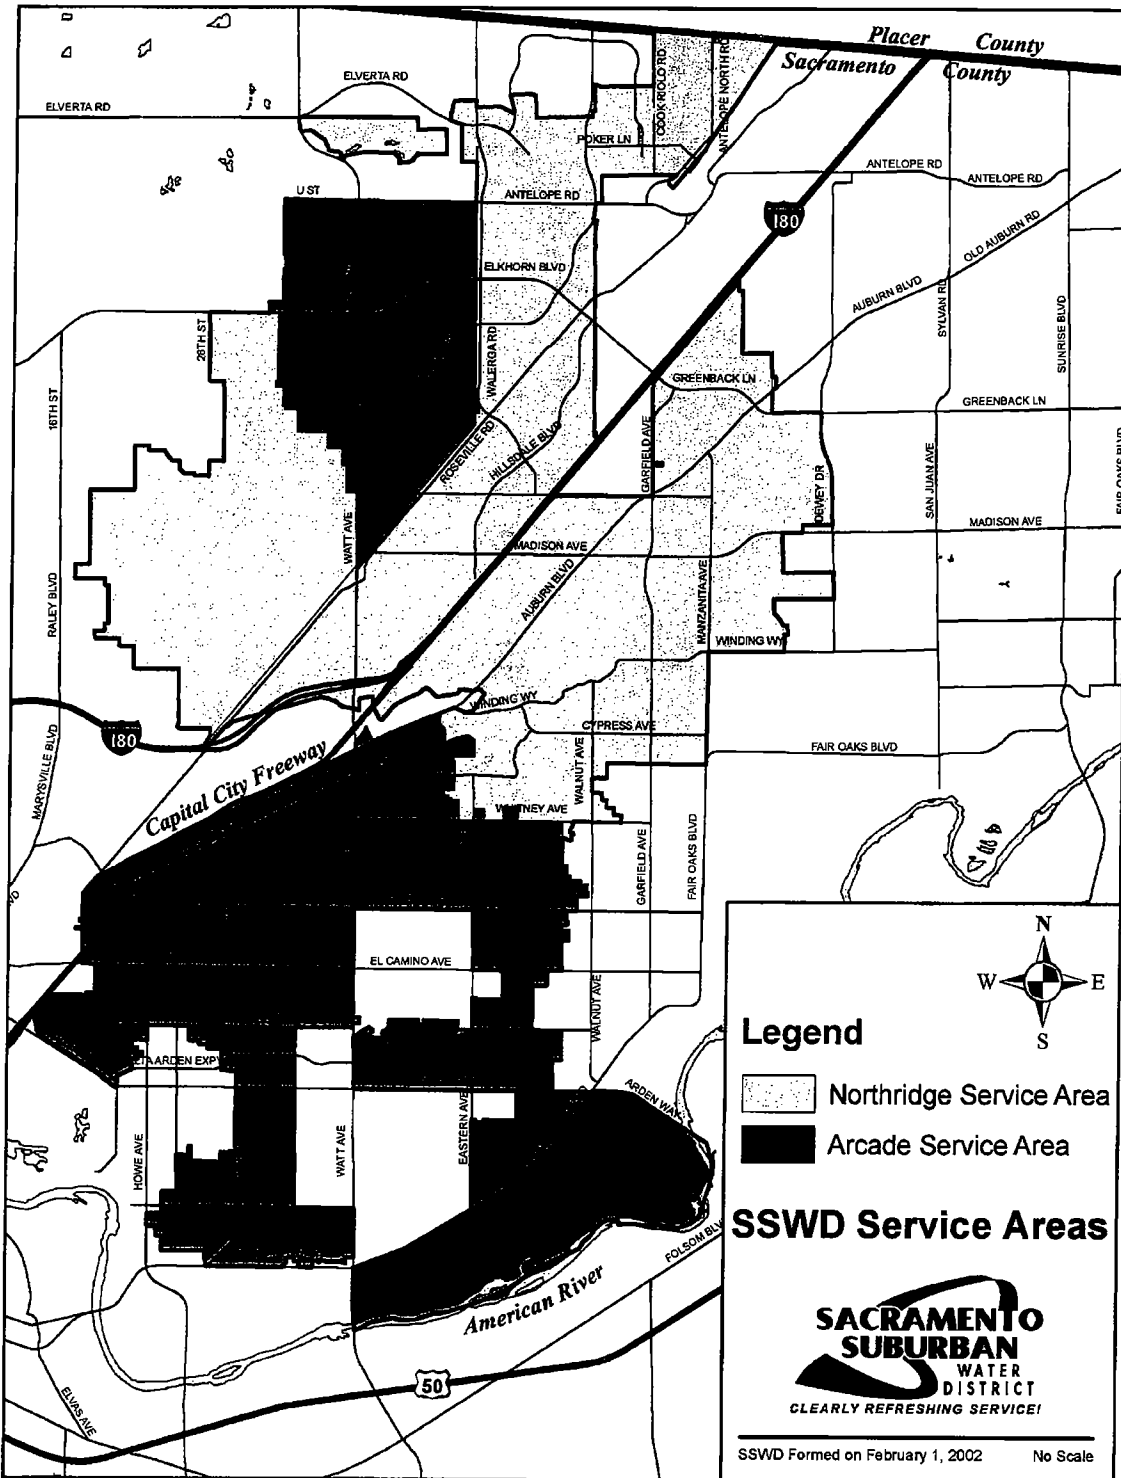 Placer County
Sacramento County
ELVERTA RD
ELVERTA RD
COOK RIOLO RD
ANTELOPE NORTH RD
POKER LN
U ST
ANTELOPE RD
ANTELOPE RD
ANTELOPE RD
180
OLD AUBURN RD
ELKHORN BLVD
AUBURN BLVD
SYLVAN RD
SUNRISE BLVD
28TH ST
16TH ST
WALERGA RD
GREENBACK LN
GREENBACK LN
ROSEVILLE RD
HILLSDALE BLVD
GARFIELD AVE
DEWEY DR
SAN JUAN AVE
FAIR OAKS BLVD
WATT AVE
MADISON AVE
MADISON AVE
RALEY BLVD
AUBURN BLVD
MANZANITA AVE
WINDING WY
WINDING WY
CYPRESS AVE
FAIR OAKS BLVD
180
MARYSVILLE BLVD
Capital City Freeway
WALNUT AVE
WHITNEY AVE
GARFIELD AVE
FAIR OAKS BLVD
EL CAMINO AVE
WALNUT AVE
ARDEN EXPY
ARDEN WAY
HOWE AVE
WATT AVE
EASTERN AVE
FOLSOM BLV
American River
50
ELVAS AVE
N
W E
S
Legend
Northridge Service Area
Arcade Service Area
SSWD Service Areas
SACRAMENTO
SUBURBAN
WATER
DISTRICT
CLEARLY REFRESHING SERVICE!
SSWD Formed on February 1, 2002 No Scale